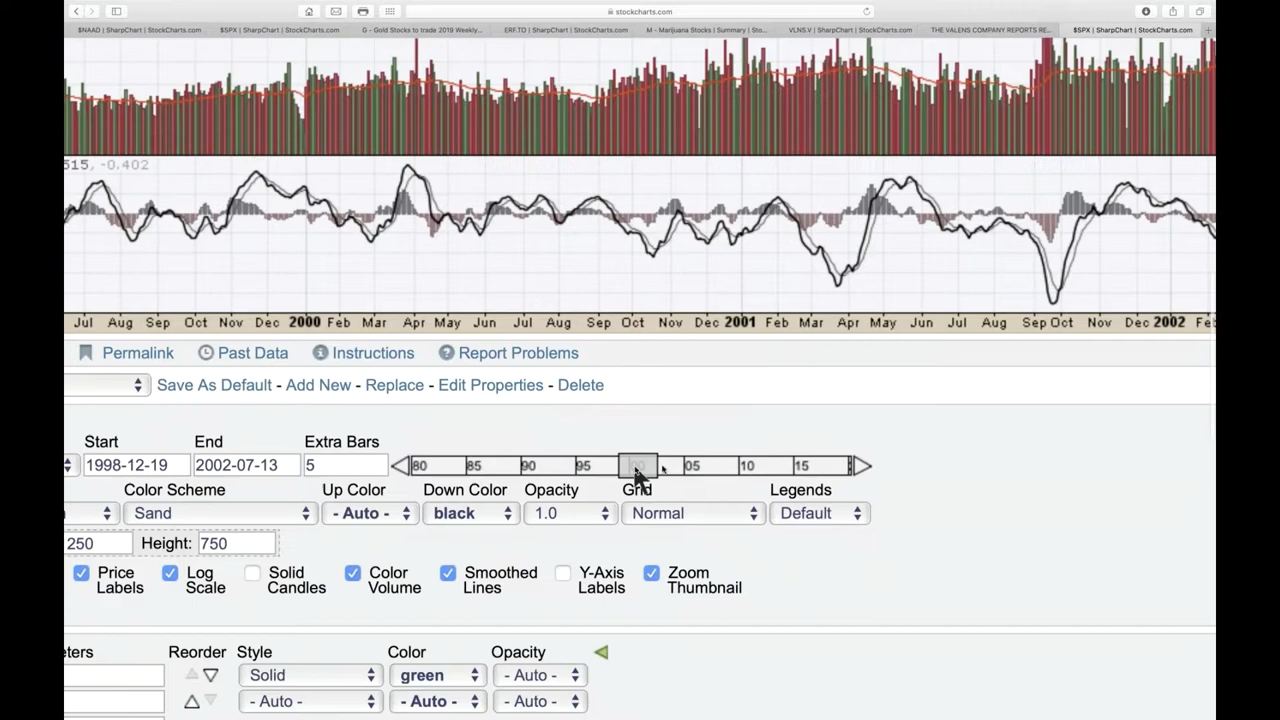 stockcharts.com
$NAAD | SharpChart | StockCharts.com $SPX | SharpChart | StockCharts.com G - Gold Stocks to trade 2019 Weekly... ERF.TO | SharpChart | StockCharts.com M - Marijuana Stocks | Summary | Sto... VLNS.V | SharpChart | StockCharts.com THE VALENS COMPANY REPORTS RE... $SPX | SharpChart | StockCharts.com
515, -0.402
Jul Aug Sep Oct Nov Dec 2000 Feb Mar Apr May Jun Jul Aug Sep Oct Nov Dec 2001 Feb Mar Apr May Jun Jul Aug Sep Oct Nov Dec 2002 Fe
Permalink Past Data Instructions Report Problems
Save As Default - Add New - Replace - Edit Properties - Delete
Start End Extra Bars
1998-12-19 2002-07-13 5 80 85 90 95 05 10 15
Color Scheme Up Color Down Color Opacity Grid Legends
Sand - Auto - black 1.0 Normal Default
250 Height: 750
Price Labels Log Scale Solid Candles Color Volume Smoothed Lines Y-Axis Labels Zoom Thumbnail
eters Reorder Style Color Opacity
Solid green - Auto -
- Auto - - Auto - - Auto -